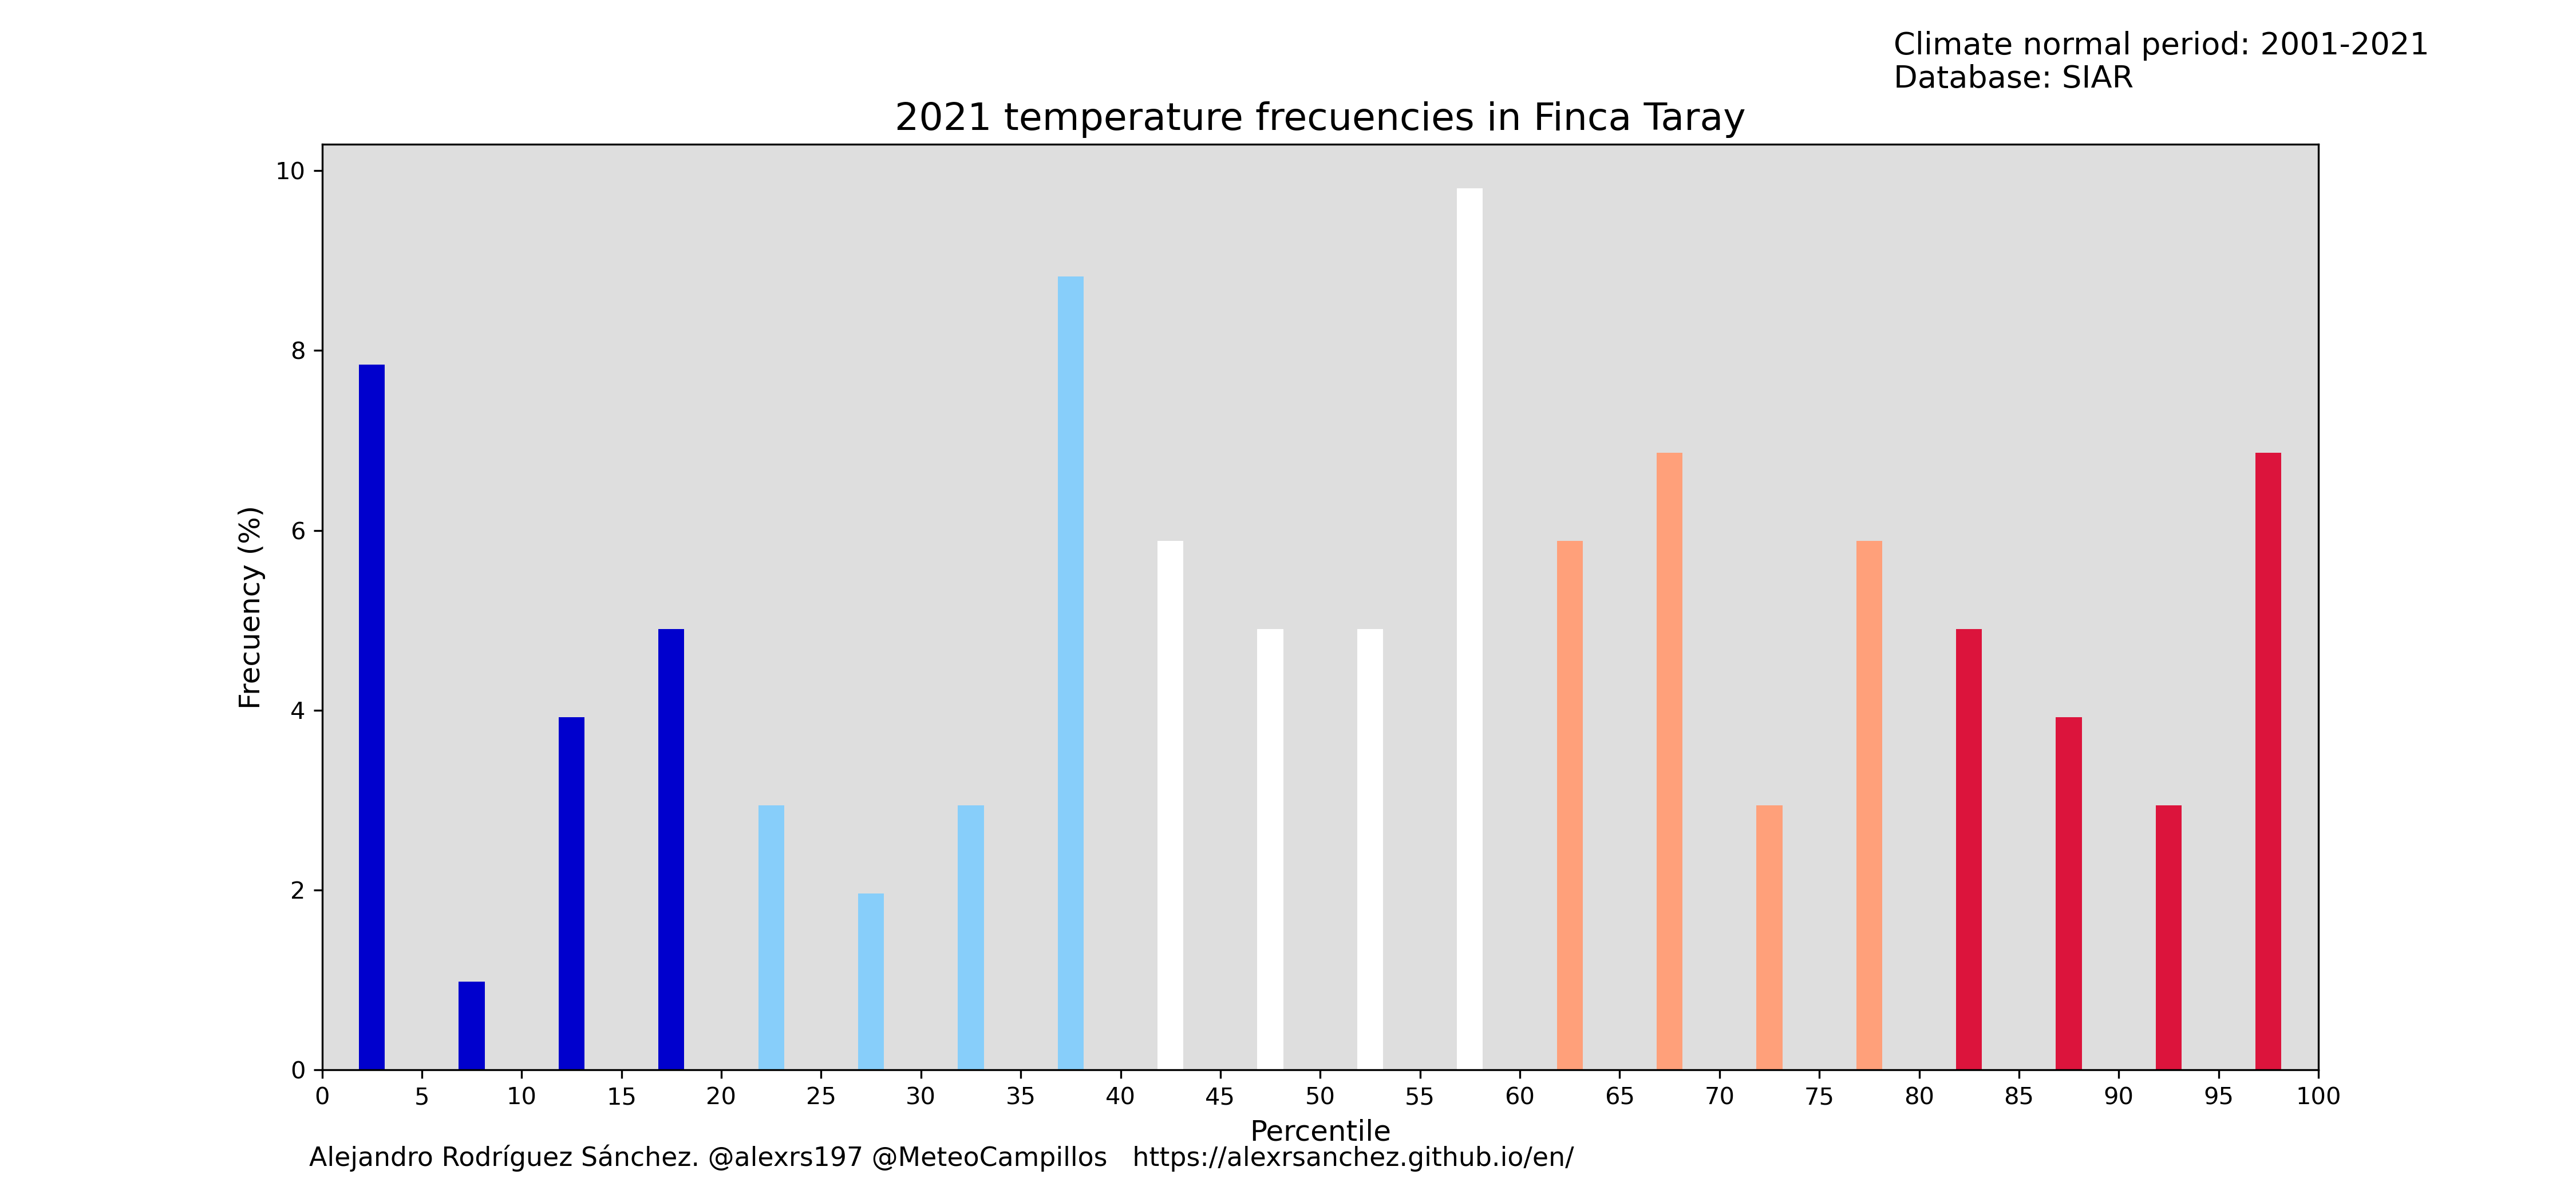 Climate normal period: 2001-2021
Database: SIAR
2021 temperature frecuencies in Finca Taray
10
8
6
4
2
0
Frecuency (%)
0 5 10 15 20 25 30 35 40 45 50 55 60 65 70 75 80 85 90 95 100
Percentile
Alejandro Rodríguez Sánchez. @alexrs197 @MeteoCampillos https://alexrsanchez.github.io/en/